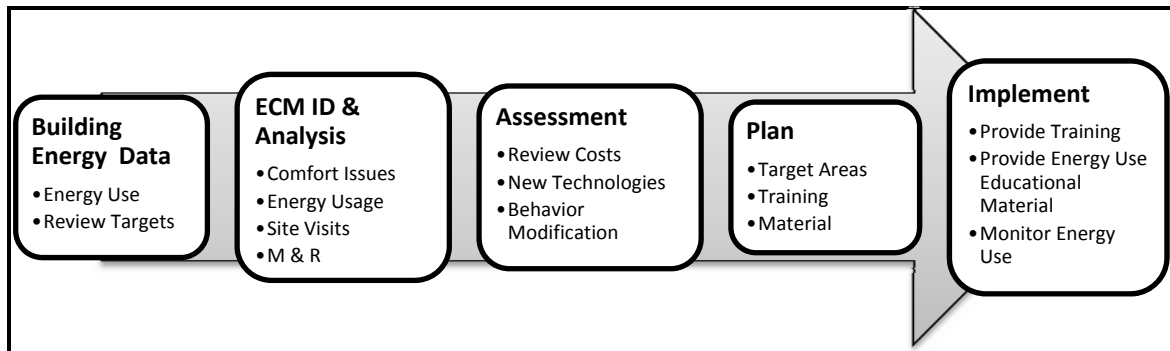 Building
Energy Data
•Energy Use
•Review Targets
ECM ID &
Analysis
•Comfort Issues
•Energy Usage
•Site Visits
•M & R
Assessment
•Review Costs
•New Technologies
•Behavior
Modification
Plan
•Target Areas
•Training
•Material
Implement
•Provide Training
•Provide Energy Use
Educational
Material
•Monitor Energy
Use